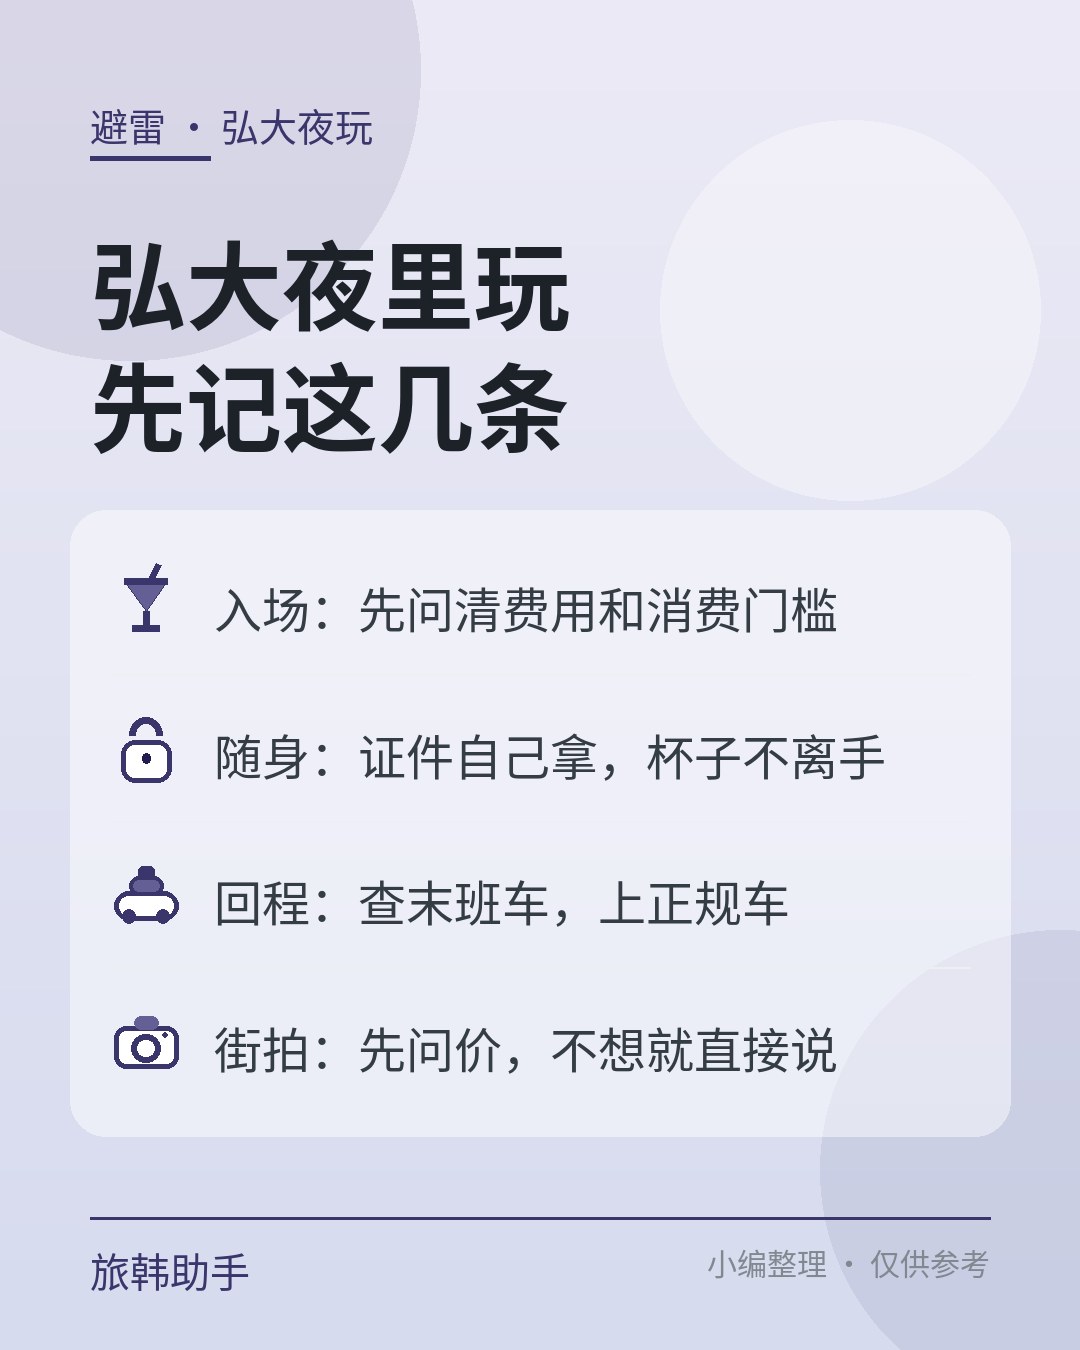 避雷 · 弘大夜玩
弘大夜里玩
先记这几条
入场：先问清费用和消费门槛
随身：证件自己拿，杯子不离手
回程：查末班车，上正规车
街拍：先问价，不想就直接说
旅韩助手
小编整理 · 仅供参考